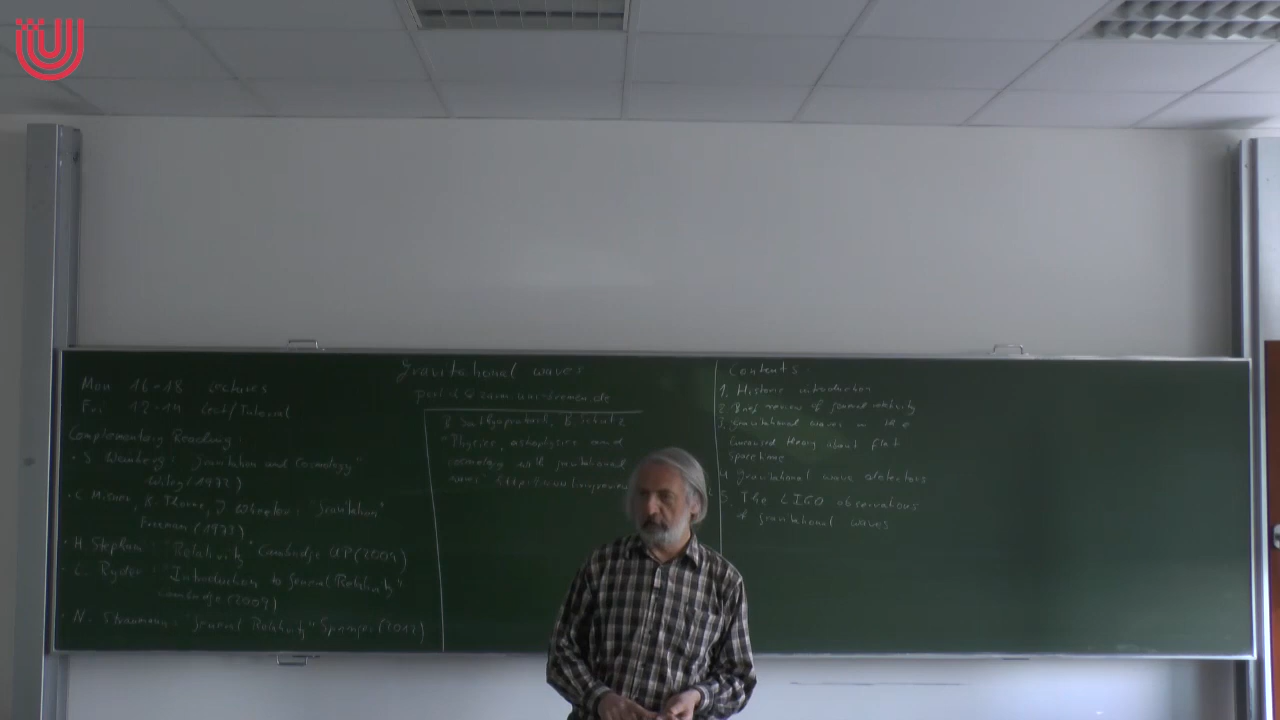 gravitational waves
Mon 16-18 Lectures
Fri 12-14 Lect/Tutorial
Complementary Reading:
• S. Weinberg: "Gravitation and Cosmology"
Wiley (1972)
• C. Misner, K. Thorne, J. Wheeler: "Gravitation"
Freeman (1973)
• H. Stephani "Relativity" Cambridge UP (2004)
• L. Ryder "Introduction to General Relativity"
Cambridge (2009)
• N. Straumann: "General Relativity" Springer (2012)
B. Sathyaprakash, B. Schutz
"Physics, astrophysics and
cosmology with gravitational
Contents:
1. Historic introduction
2. Brief review of general relativity
3. gravitational waves in the
linearised theory about flat
spacetime
4. gravitational wave detectors
5. The LIGO observations
of gravitational waves